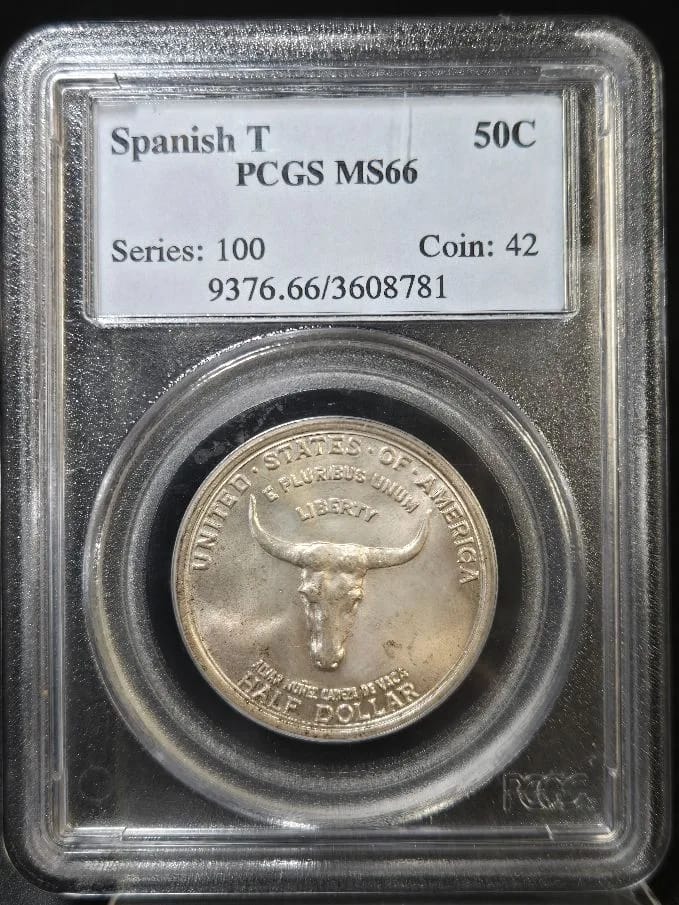 Spanish T 50C
PCGS MS66
Series: 100 Coin: 42
9376.66/3608781
UNITED · STATES · OF · AMERICA
E PLURIBUS UNUM
LIBERTY
ALVAR NUÑEZ CABEZA DE VACA
HALF DOLLAR
PCGS